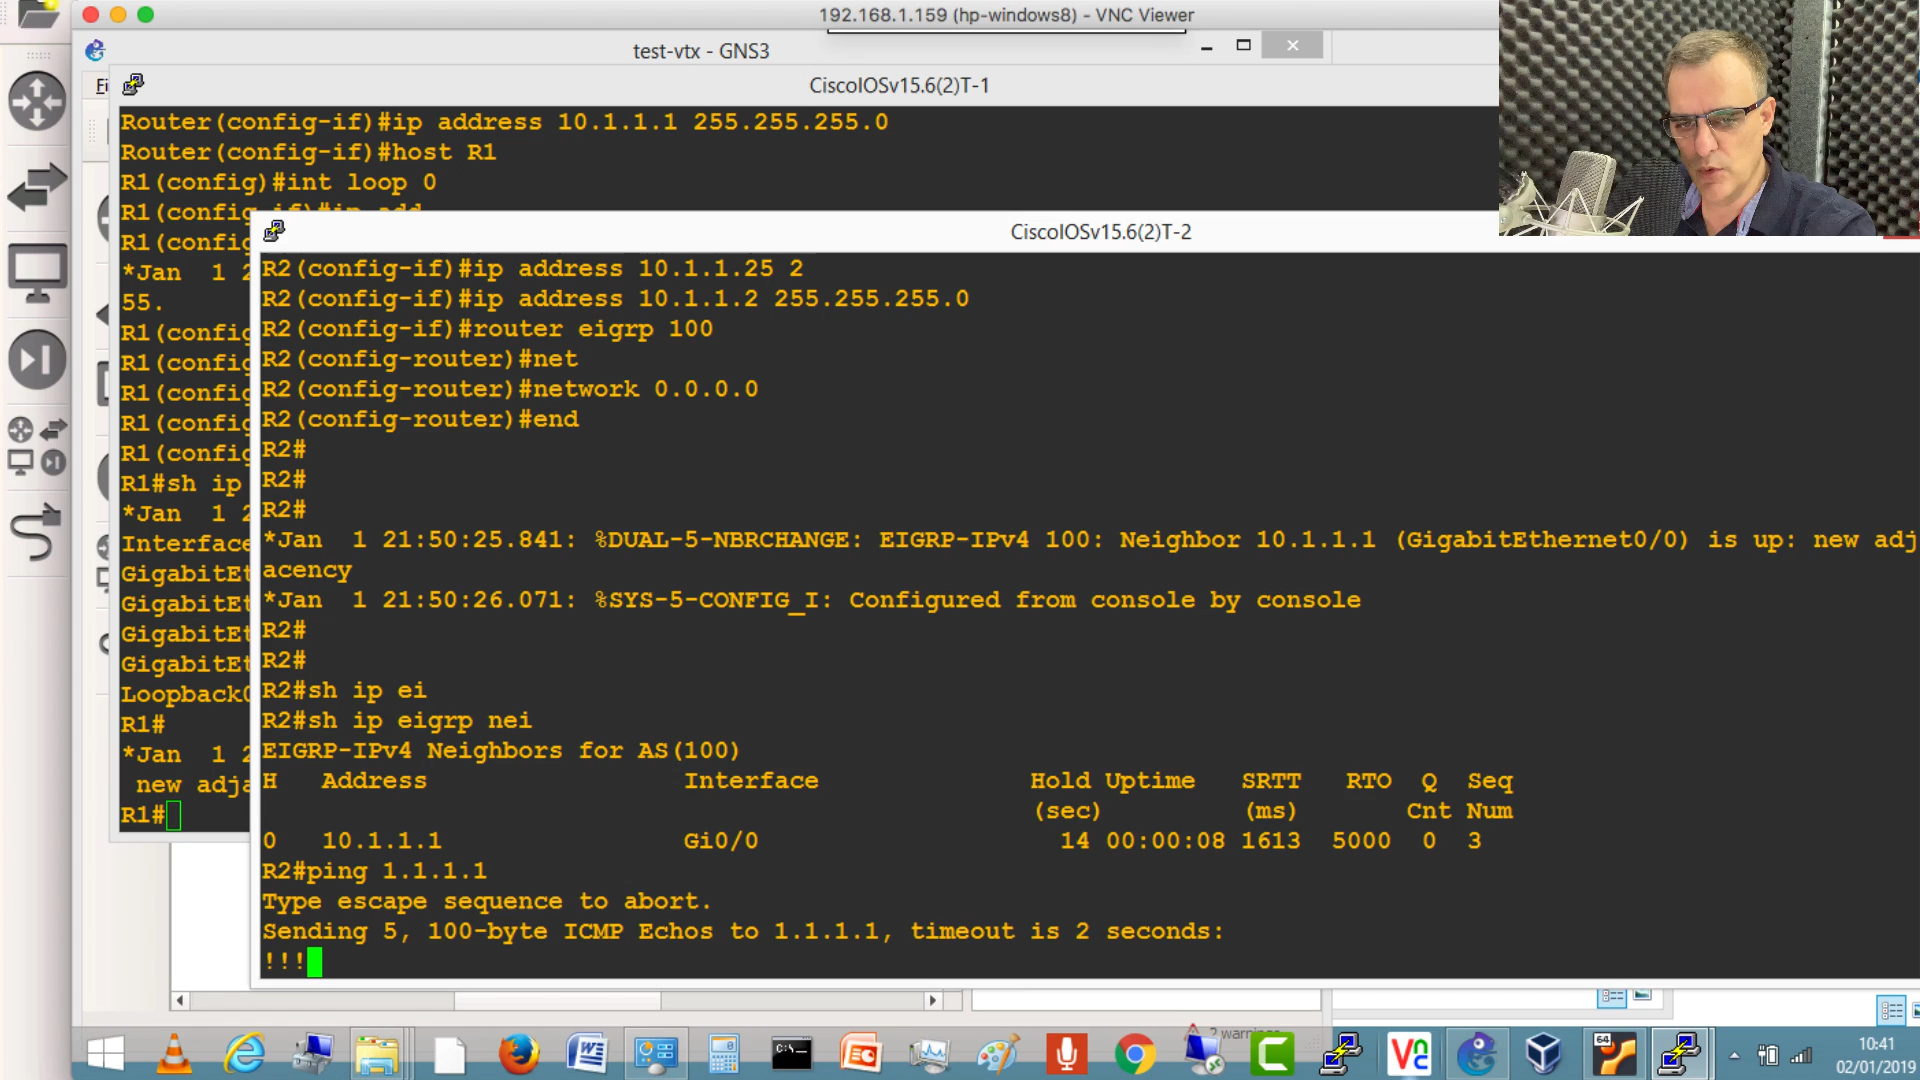 192.168.1.159 (hp-windows8) - VNC Viewer
test-vtx - GNS3
Fi
CiscoIOSv15.6(2)T-1
Router(config-if)#ip address 10.1.1.1 255.255.255.0
Router(config-if)#host R1
R1(config)#int loop 0
R1(config-if)#ip add
R1(config
*Jan  1 2
55.
R1(config
R1(config
R1(config
R1(config
R1(config
R1#sh ip
*Jan  1 2
Interface
GigabitEt
GigabitEt
GigabitEt
GigabitEt
Loopback0
R1#
*Jan  1 2
new adja
R1#
CiscoIOSv15.6(2)T-2
R2(config-if)#ip address 10.1.1.25 2
R2(config-if)#ip address 10.1.1.2 255.255.255.0
R2(config-if)#router eigrp 100
R2(config-router)#net
R2(config-router)#network 0.0.0.0
R2(config-router)#end
R2#
R2#
R2#
*Jan  1 21:50:25.841: %DUAL-5-NBRCHANGE: EIGRP-IPv4 100: Neighbor 10.1.1.1 (GigabitEthernet0/0) is up: new adj
acency
*Jan  1 21:50:26.071: %SYS-5-CONFIG_I: Configured from console by console
R2#
R2#
R2#sh ip ei
R2#sh ip eigrp nei
EIGRP-IPv4 Neighbors for AS(100)
H   Address                 Interface              Hold Uptime   SRTT   RTO  Q  Seq
(sec)         (ms)       Cnt Num
0   10.1.1.1                Gi0/0                    14 00:00:08 1613  5000  0  3
R2#ping 1.1.1.1
Type escape sequence to abort.
Sending 5, 100-byte ICMP Echos to 1.1.1.1, timeout is 2 seconds:
!!!
2 warnings
C:\
64
10:41
02/01/2019